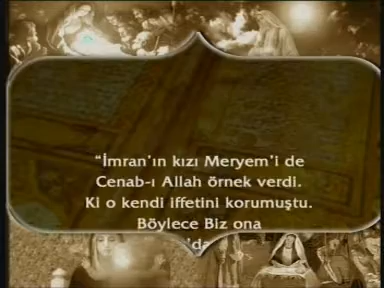 “İmran’ın kızı Meryem’i de
Cenab-ı Allah örnek verdi.
Ki o kendi iffetini korumuştu.
Böylece Biz ona